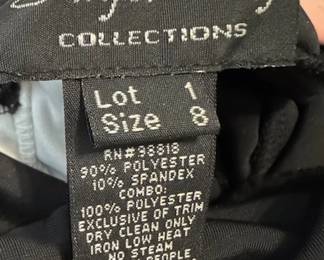 COLLECTIONS
Lot 1
Size 8
RN#98818
90% POLYESTER
10% SPANDEX
COMBO:
100% POLYESTER
EXCLUSIVE OF TRIM
DRY CLEAN ONLY
IRON LOW HEAT
NO STEAM
PEOPLE